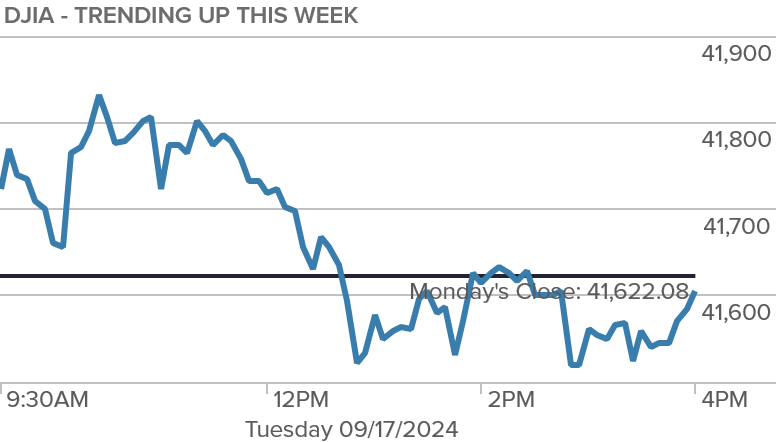 DJIA - TRENDING UP THIS WEEK
41,900
41,800
41,700
Monday's Close: 41,622.08
41,600
9:30AM 12PM 2PM 4PM
Tuesday 09/17/2024